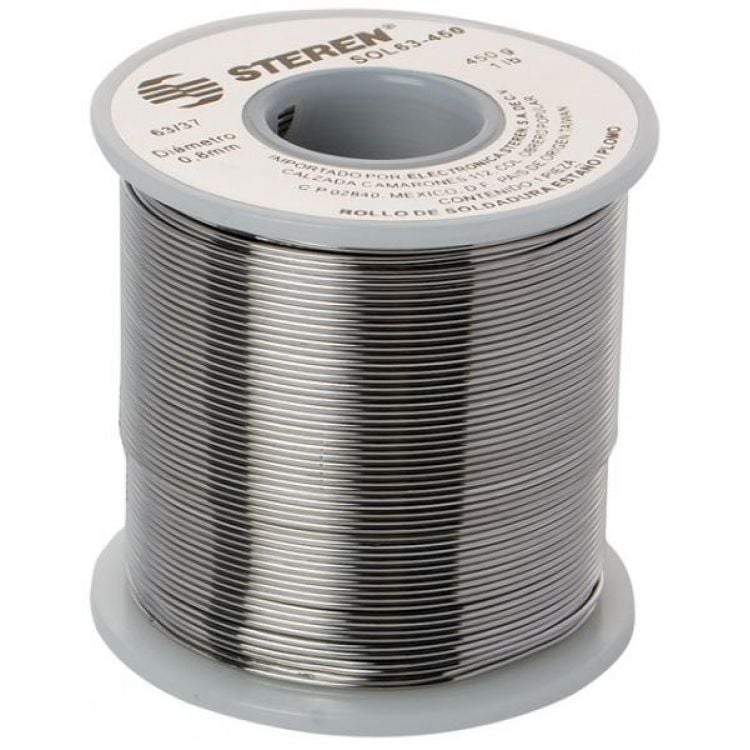 STEREN
SOL63-450
450 g
1 lb
63/37
Diámetro
0.8mm
IMPORTADO POR: ELECTRONICA STEREN S.A. DE C.V.
CALZADA CAMARONES 112 COL. OBRERO POPULAR
C P 02840, MEXICO, D.F. PAIS DE ORIGEN TAIWAN
CONTENIDO: 1 PIEZA
ROLLO DE SOLDADURA ESTAÑO / PLOMO